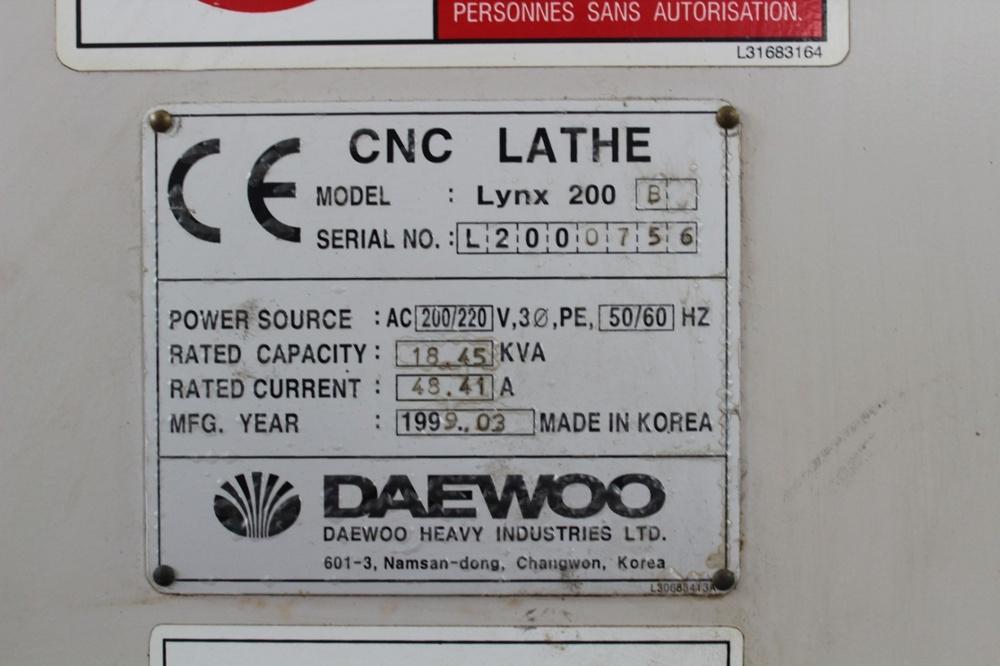 PERSONNES SANS AUTORISATION.
L31683164
CE
CNC LATHE
MODEL : Lynx 200 B
SERIAL NO. : L2000756
POWER SOURCE : AC 200/220 V, 3Ø, PE, 50/60 HZ
RATED CAPACITY : 18.45 KVA
RATED CURRENT : 48.41 A
MFG. YEAR : 1999.03 MADE IN KOREA
DAEWOO
DAEWOO HEAVY INDUSTRIES LTD.
601-3, Namsan-dong, Changwon, Korea
L30683413A